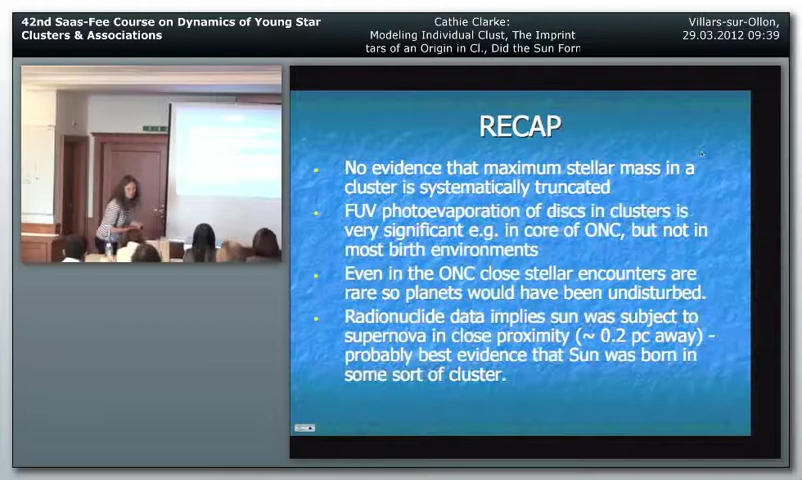 42nd Saas-Fee Course on Dynamics of Young Star
Clusters & Associations
Cathie Clarke:
Modeling Individual Clust, The Imprint
tars of an Origin in Cl., Did the Sun Forn
Villars-sur-Ollon,
29.03.2012 09:39
RECAP
No evidence that maximum stellar mass in a
cluster is systematically truncated
FUV photoevaporation of discs in clusters is
very significant e.g. in core of ONC, but not in
most birth environments
Even in the ONC close stellar encounters are
rare so planets would have been undisturbed.
Radionuclide data implies sun was subject to
supernova in close proximity (~ 0.2 pc away) -
probably best evidence that Sun was born in
some sort of cluster.